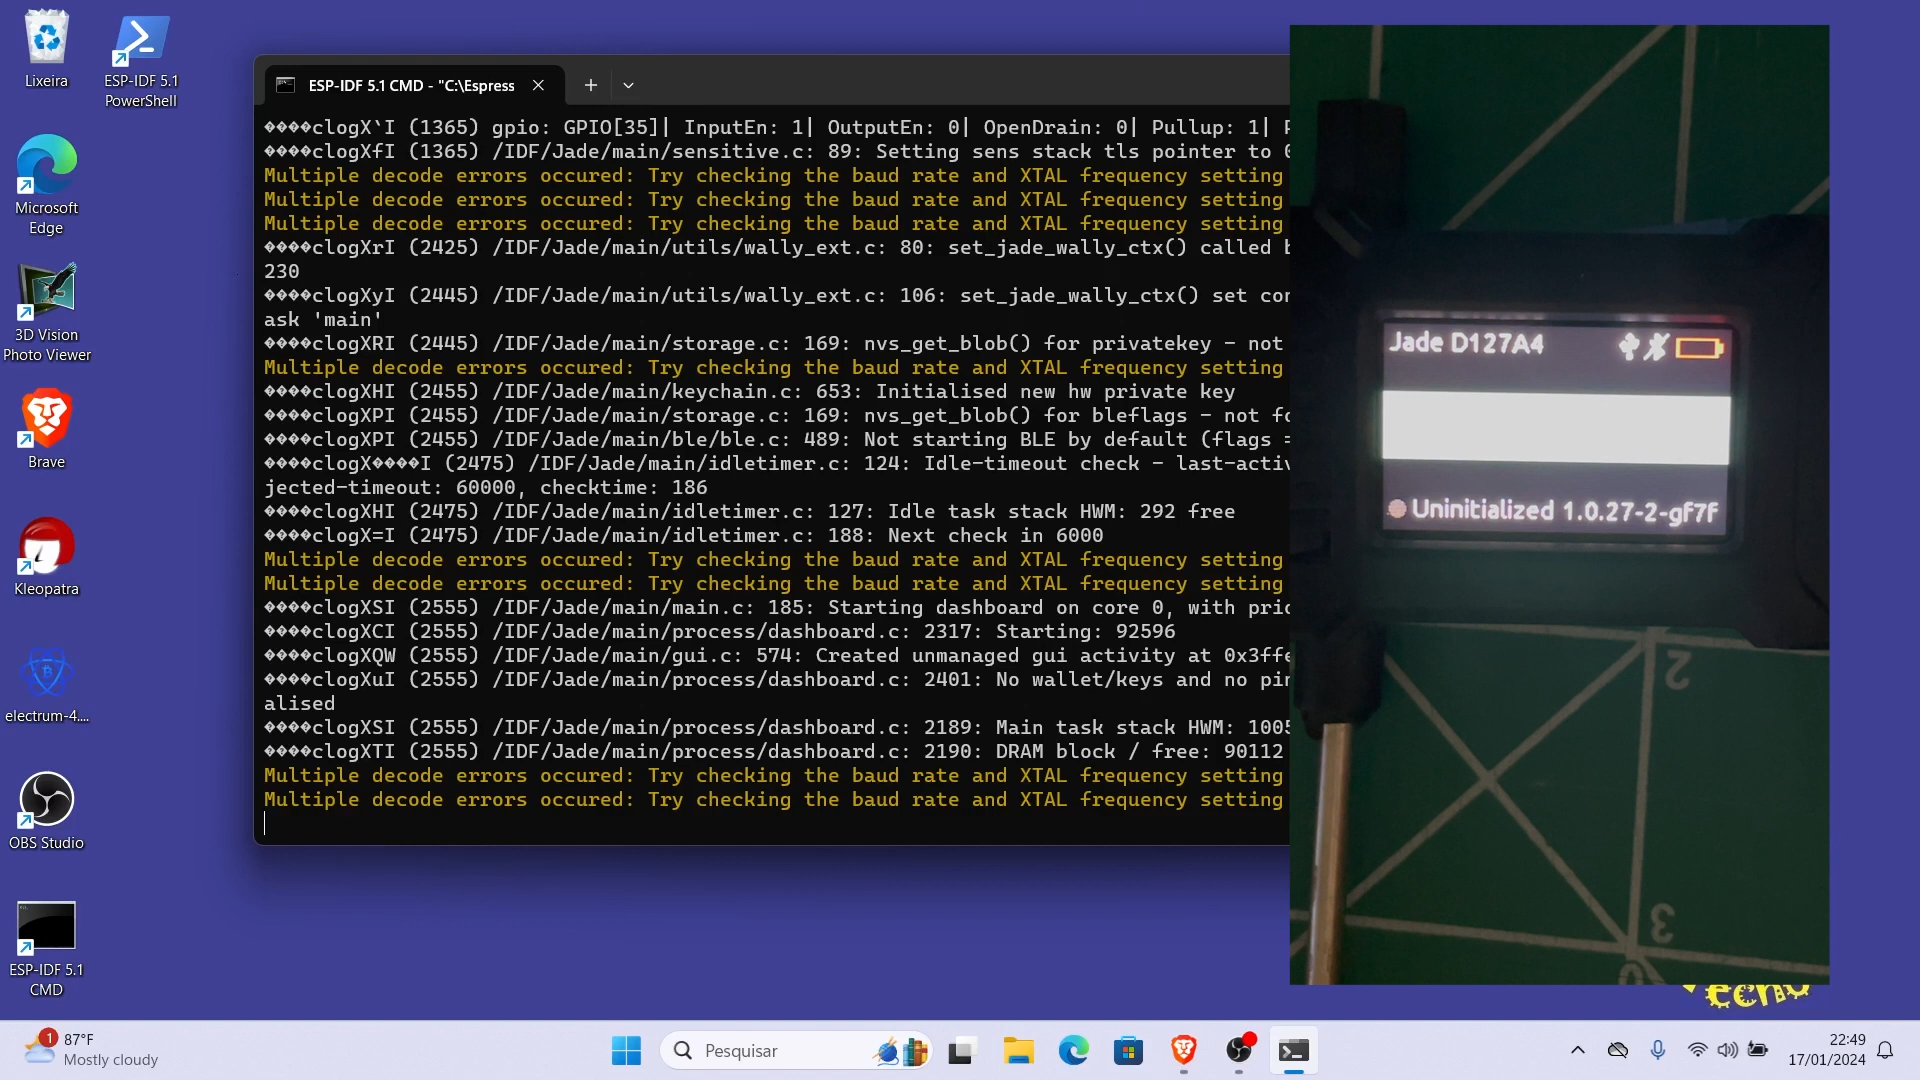 Lixeira
ESP-IDF 5.1
PowerShell
Microsoft
Edge
3D Vision
Photo Viewer
Brave
Kleopatra
electrum-4....
OBS Studio
ESP-IDF 5.1
CMD
ESP-IDF 5.1 CMD - "C:\Espress
����clogX`I (1365) gpio: GPIO[35]| InputEn: 1| OutputEn: 0| OpenDrain: 0| Pullup: 1|
����clogXfI (1365) /IDF/Jade/main/sensitive.c: 89: Setting sens stack tls pointer to
Multiple decode errors occured: Try checking the baud rate and XTAL frequency setting
Multiple decode errors occured: Try checking the baud rate and XTAL frequency setting
Multiple decode errors occured: Try checking the baud rate and XTAL frequency setting
����clogXrI (2425) /IDF/Jade/main/utils/wally_ext.c: 80: set_jade_wally_ctx() called
230
����clogXyI (2445) /IDF/Jade/main/utils/wally_ext.c: 106: set_jade_wally_ctx() set
ask 'main'
����clogXRI (2445) /IDF/Jade/main/storage.c: 169: nvs_get_blob() for privatekey - not
Multiple decode errors occured: Try checking the baud rate and XTAL frequency setting
����clogXHI (2455) /IDF/Jade/main/keychain.c: 653: Initialised new hw private key
����clogXPI (2455) /IDF/Jade/main/storage.c: 169: nvs_get_blob() for bleflags - not
����clogXPI (2455) /IDF/Jade/main/ble/ble.c: 489: Not starting BLE by default (flags =
����clogX����I (2475) /IDF/Jade/main/idletimer.c: 124: Idle-timeout check - last-activ
jected-timeout: 60000, checktime: 186
����clogXHI (2475) /IDF/Jade/main/idletimer.c: 127: Idle task stack HWM: 292 free
����clogX=I (2475) /IDF/Jade/main/idletimer.c: 188: Next check in 6000
Multiple decode errors occured: Try checking the baud rate and XTAL frequency setting
Multiple decode errors occured: Try checking the baud rate and XTAL frequency setting
����clogXSI (2555) /IDF/Jade/main/main.c: 185: Starting dashboard on core 0, with
����clogXCI (2555) /IDF/Jade/main/process/dashboard.c: 2317: Starting: 92596
����clogXQW (2555) /IDF/Jade/main/gui.c: 574: Created unmanaged gui activity at 0x3ffe
����clogXuI (2555) /IDF/Jade/main/process/dashboard.c: 2401: No wallet/keys and no pin
alised
����clogXSI (2555) /IDF/Jade/main/process/dashboard.c: 2189: Main task stack HWM: 1005
����clogXTI (2555) /IDF/Jade/main/process/dashboard.c: 2190: DRAM block / free: 90112
Multiple decode errors occured: Try checking the baud rate and XTAL frequency setting
Multiple decode errors occured: Try checking the baud rate and XTAL frequency setting
Jade D127A4
Uninitialized 1.0.27-2-gf7f
2
3
1
87°F
Mostly cloudy
Pesquisar
22:49
17/01/2024